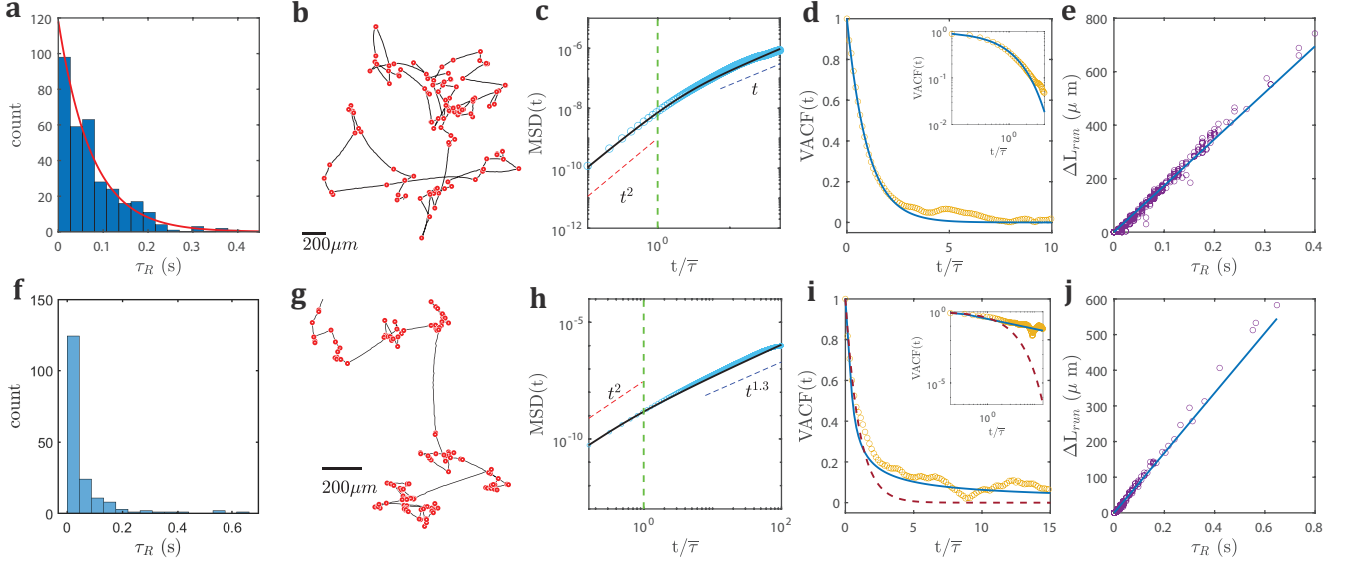 a
120
100
80
60
40
20
0
count
0
0.1
0.2
0.3
0.4
τ_R (s)
b
200μm
c
10^-6
10^-8
10^-10
10^-12
MSD(t)
t^2
t
10^0
t/τ̅
d
1
0.8
0.6
0.4
0.2
0
VACF(t)
0
5
10
t/τ̅
10^0
10^-1
10^-2
VACF(t)
10^0
t/τ̅
e
800
600
400
200
0
ΔL_run (μ m)
0
0.1
0.2
0.3
0.4
τ_R (s)
f
150
100
50
0
count
0
0.2
0.4
0.6
τ_R (s)
g
200μm
h
10^-5
10^-10
MSD(t)
t^2
t^1.3
10^0
10^2
t/τ̅
i
1
0.8
0.6
0.4
0.2
0
VACF(t)
0
5
10
15
t/τ̅
10^0
10^-5
VACF(t)
10^0
t/τ̅
j
600
500
400
300
200
100
0
ΔL_run (μ m)
0
0.2
0.4
0.6
0.8
τ_R (s)